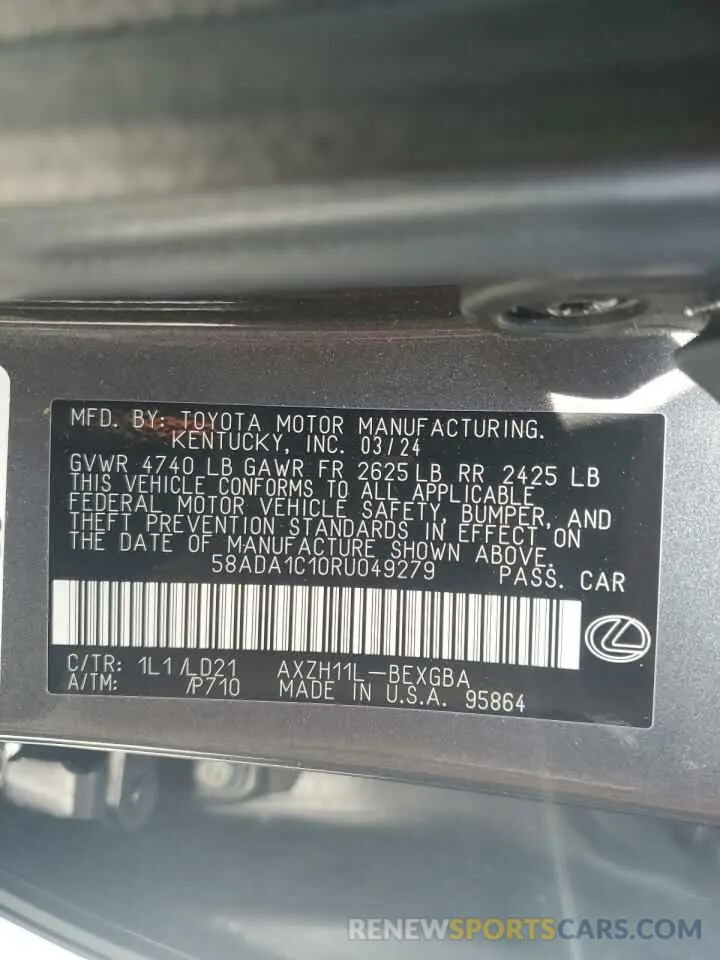 MFD. BY: TOYOTA MOTOR MANUFACTURING.
KENTUCKY, INC. 03/24
GVWR 4740 LB GAWR FR 2625 LB RR 2425 LB
THIS VEHICLE CONFORMS TO ALL APPLICABLE
FEDERAL MOTOR VEHICLE SAFETY, BUMPER, AND
THEFT PREVENTION STANDARDS IN EFFECT ON
THE DATE OF MANUFACTURE SHOWN ABOVE.
58ADA1C10RU049279 PASS. CAR
C/TR: 1L1 /LD21 AXZH11L-BEXGBA
A/TM: /P710 MADE IN U.S.A. 95864
RENEWSPORTSCARS.COM